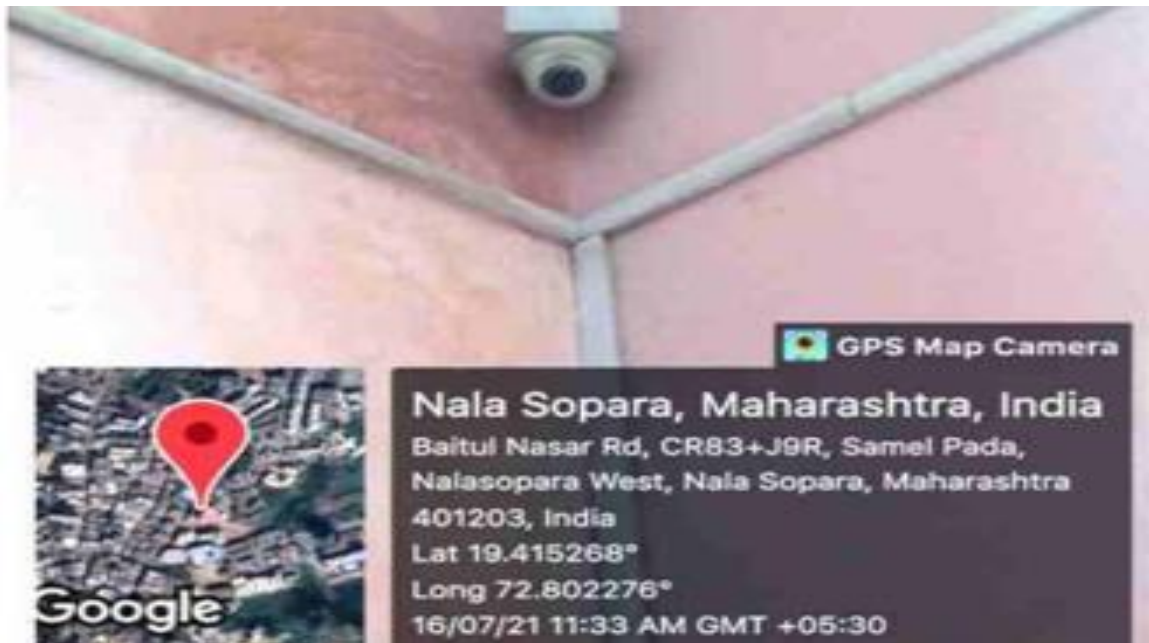 GPS Map Camera
Nala Sopara, Maharashtra, India
Baitul Nasar Rd, CR83+J9R, Samel Pada,
Nalasopara West, Nala Sopara, Maharashtra
401203, India
Lat 19.415268°
Long 72.802276°
16/07/21 11:33 AM GMT +05:30
Google